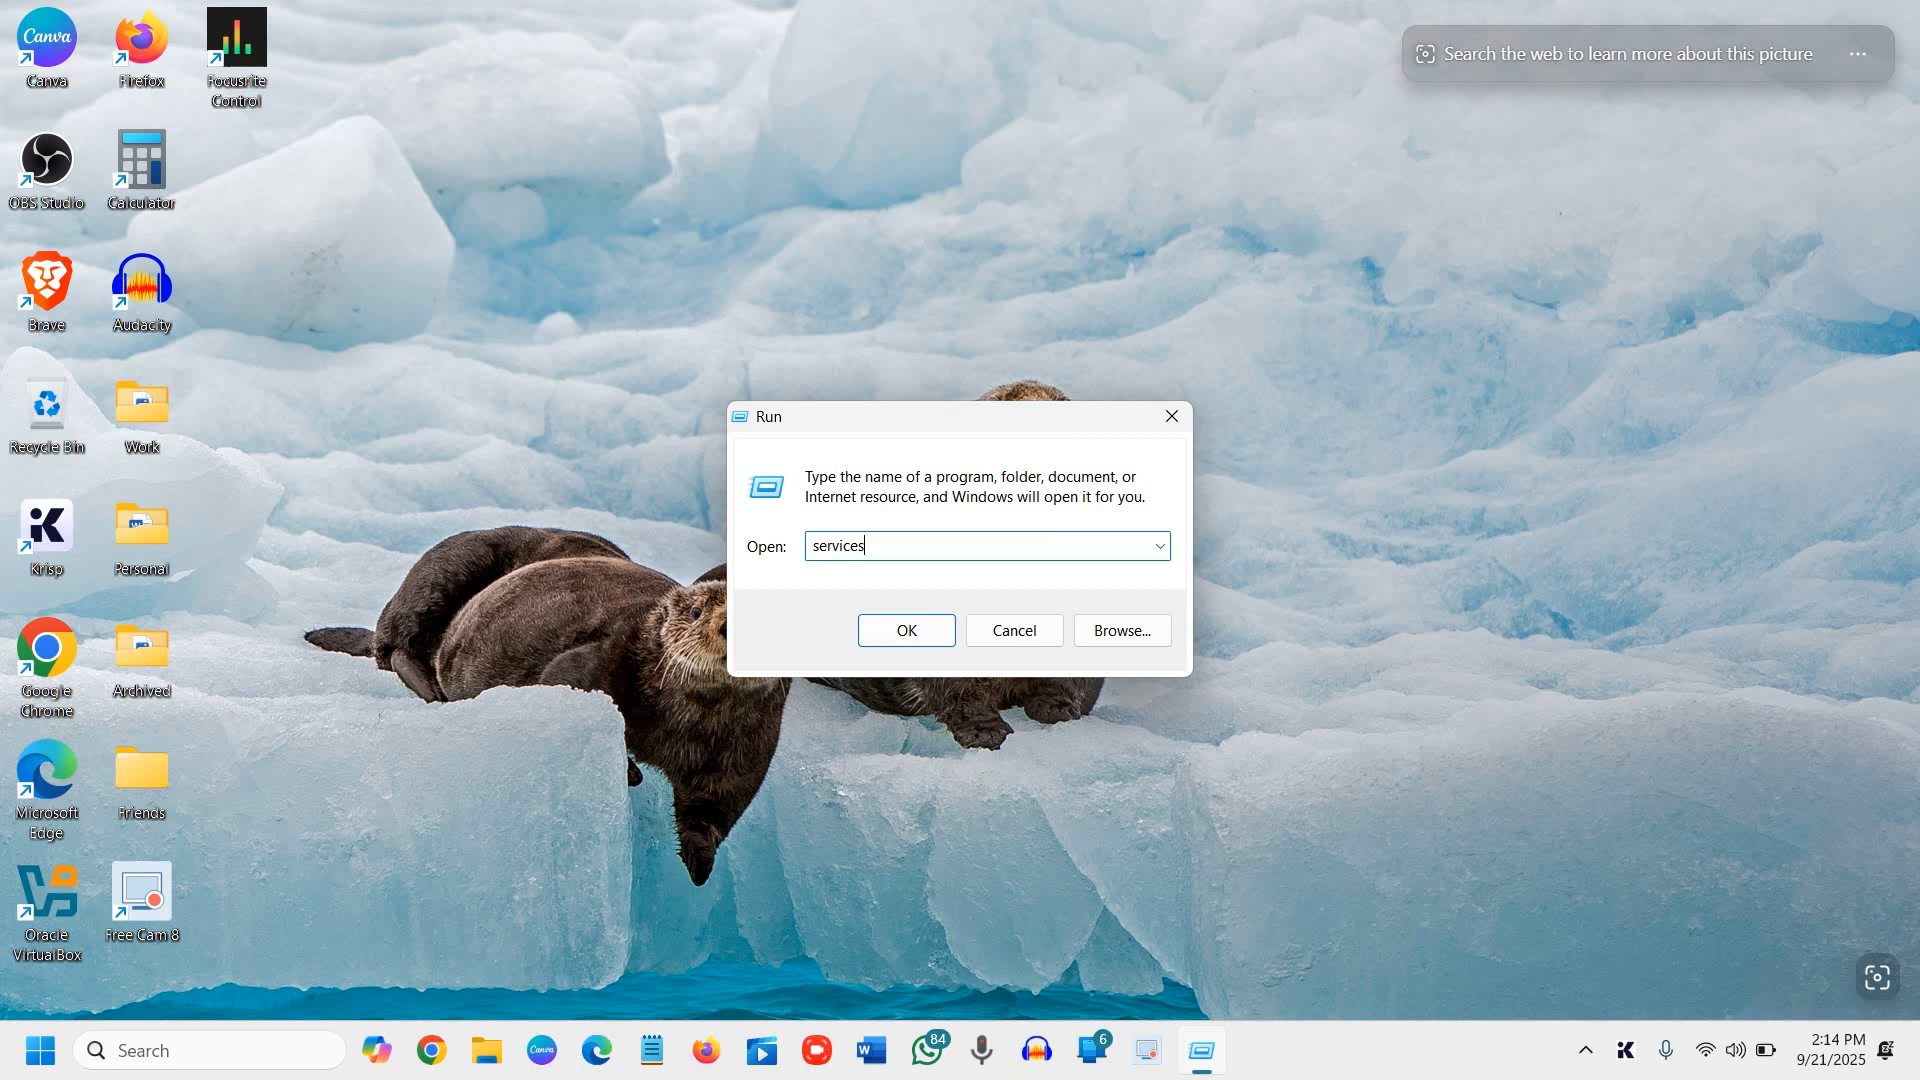 Canva
Canva
Firefox
Focusrite
Control
OBS Studio
Calculator
Brave
Audacity
Recycle Bin
Work
Krisp
Personal
Google
Chrome
Archived
Microsoft
Edge
Friends
Oracle
VirtualBox
Free Cam 8
Search the web to learn more about this picture
Run
Type the name of a program, folder, document, or
Internet resource, and Windows will open it for you.
Open:
services
OK
Cancel
Browse...
Search
Canva
W
84
6
2:14 PM
9/21/2025